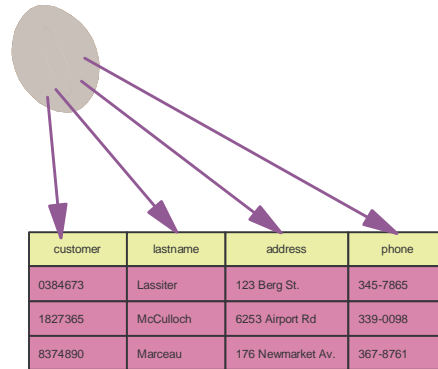 customer lastname address phone
0384673 Lassiter 123 Berg St. 345-7865
1827365 McCulloch 6253 Airport Rd 339-0098
8374890 Marceau 176 Newmarket Av. 367-8761